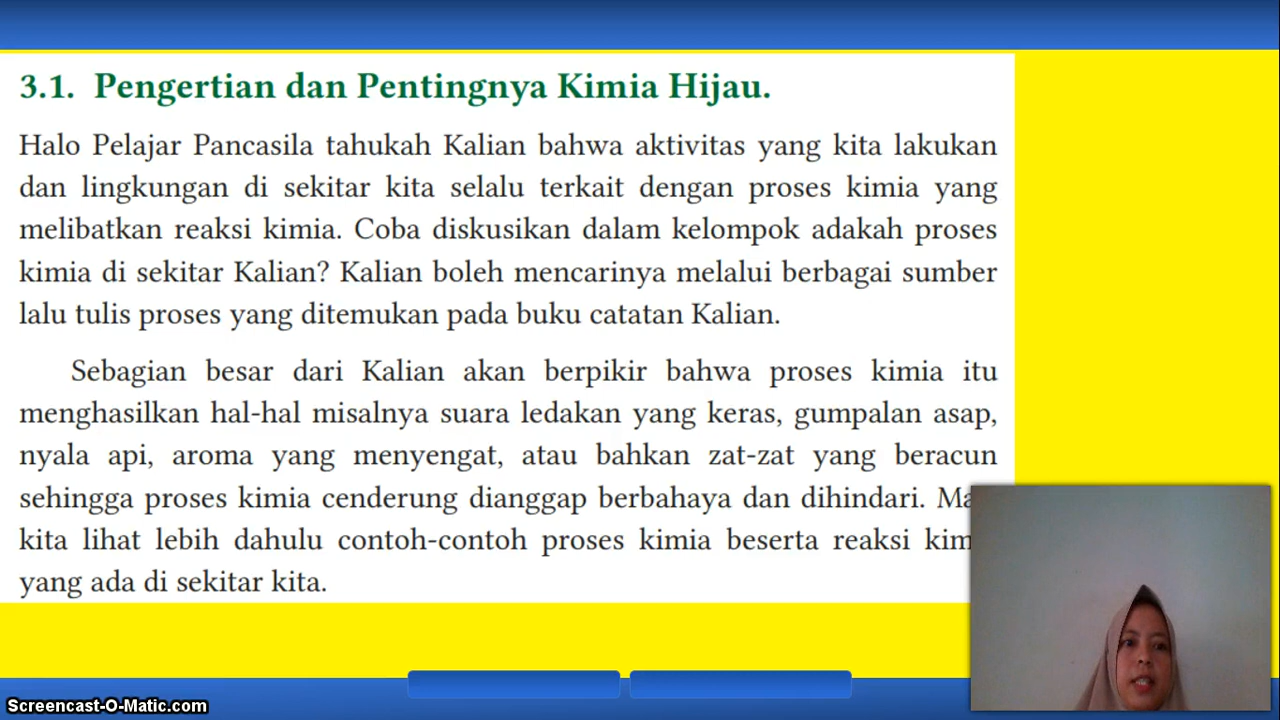 3.1. Pengertian dan Pentingnya Kimia Hijau.
Halo Pelajar Pancasila tahukah Kalian bahwa aktivitas yang kita lakukan
dan lingkungan di sekitar kita selalu terkait dengan proses kimia yang
melibatkan reaksi kimia. Coba diskusikan dalam kelompok adakah proses
kimia di sekitar Kalian? Kalian boleh mencarinya melalui berbagai sumber
lalu tulis proses yang ditemukan pada buku catatan Kalian.
Sebagian besar dari Kalian akan berpikir bahwa proses kimia itu
menghasilkan hal-hal misalnya suara ledakan yang keras, gumpalan asap,
nyala api, aroma yang menyengat, atau bahkan zat-zat yang beracun
sehingga proses kimia cenderung dianggap berbahaya dan dihindari.
kita lihat lebih dahulu contoh-contoh proses kimia beserta reaksi
yang ada di sekitar kita.
Screencast-O-Matic.com